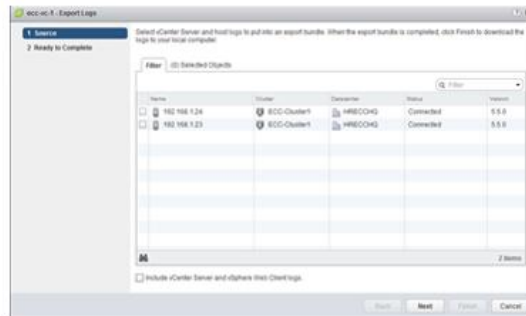 ecc-vc-1 - Export Logs
1 Source
2 Ready to Complete
Select vCenter Server and host logs to put into an export bundle. When the export bundle is completed, click Finish to download the
logs to your local computer.
Filter (0) Selected Objects
Filter
Name Cluster Datacenter Status Version
192.168.1.24 ECC-Cluster1 HRECCHQ Connected 5.5.0
192.168.1.23 ECC-Cluster1 HRECCHQ Connected 5.5.0
2 items
Include vCenter Server and vSphere Web Client logs.
Back Next Finish Cancel